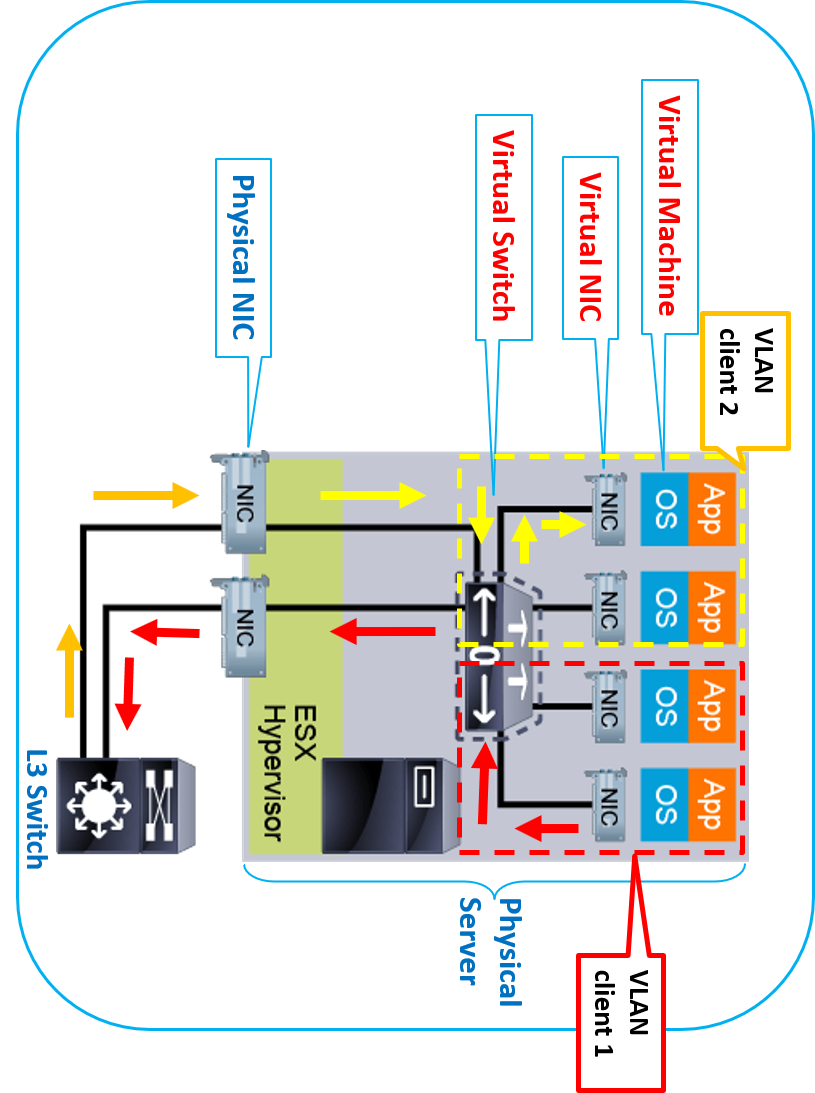 VLAN
client 2
App
App
App
App
Virtual Machine
OS
OS
OS
OS
VLAN
client 1
Virtual NIC
NIC
NIC
NIC
NIC
Virtual Switch
0
Physical
Server
ESX
Hypervisor
Physical NIC
NIC
NIC
L3 Switch